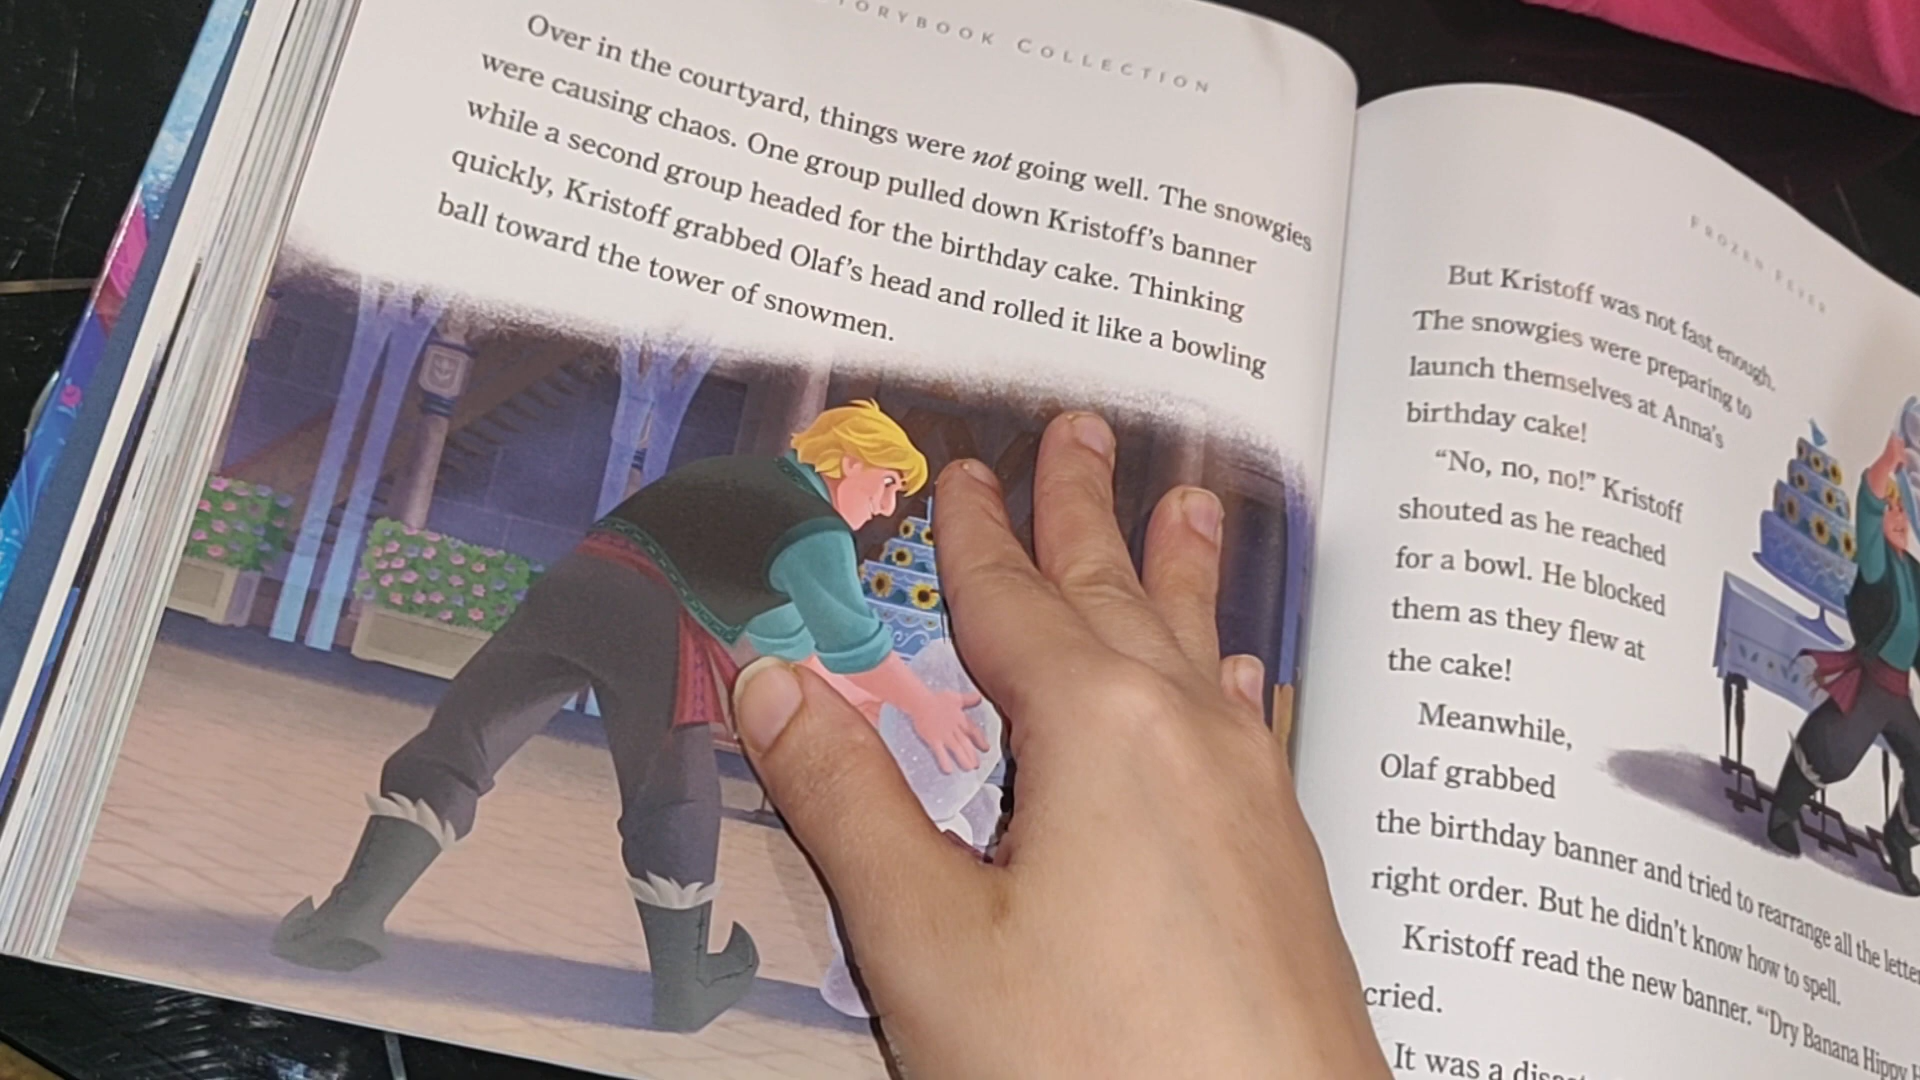 STORYBOOK COLLECTION
Over in the courtyard, things were not going well. The snowgies
were causing chaos. One group pulled down Kristoff’s banner
while a second group headed for the birthday cake. Thinking
quickly, Kristoff grabbed Olaf’s head and rolled it like a bowling
ball toward the tower of snowmen.
FROZEN FEVER
But Kristoff was not fast enough.
The snowgies were preparing to
launch themselves at Anna’s
birthday cake!
“No, no, no!” Kristoff
shouted as he reached
for a bowl. He blocked
them as they flew at
the cake!
Meanwhile,
Olaf grabbed
the birthday banner and tried to rearrange all the letter
right order. But he didn’t know how to spell.
Kristoff read the new banner. “‘Dry Banana Hippy
cried.
It was a